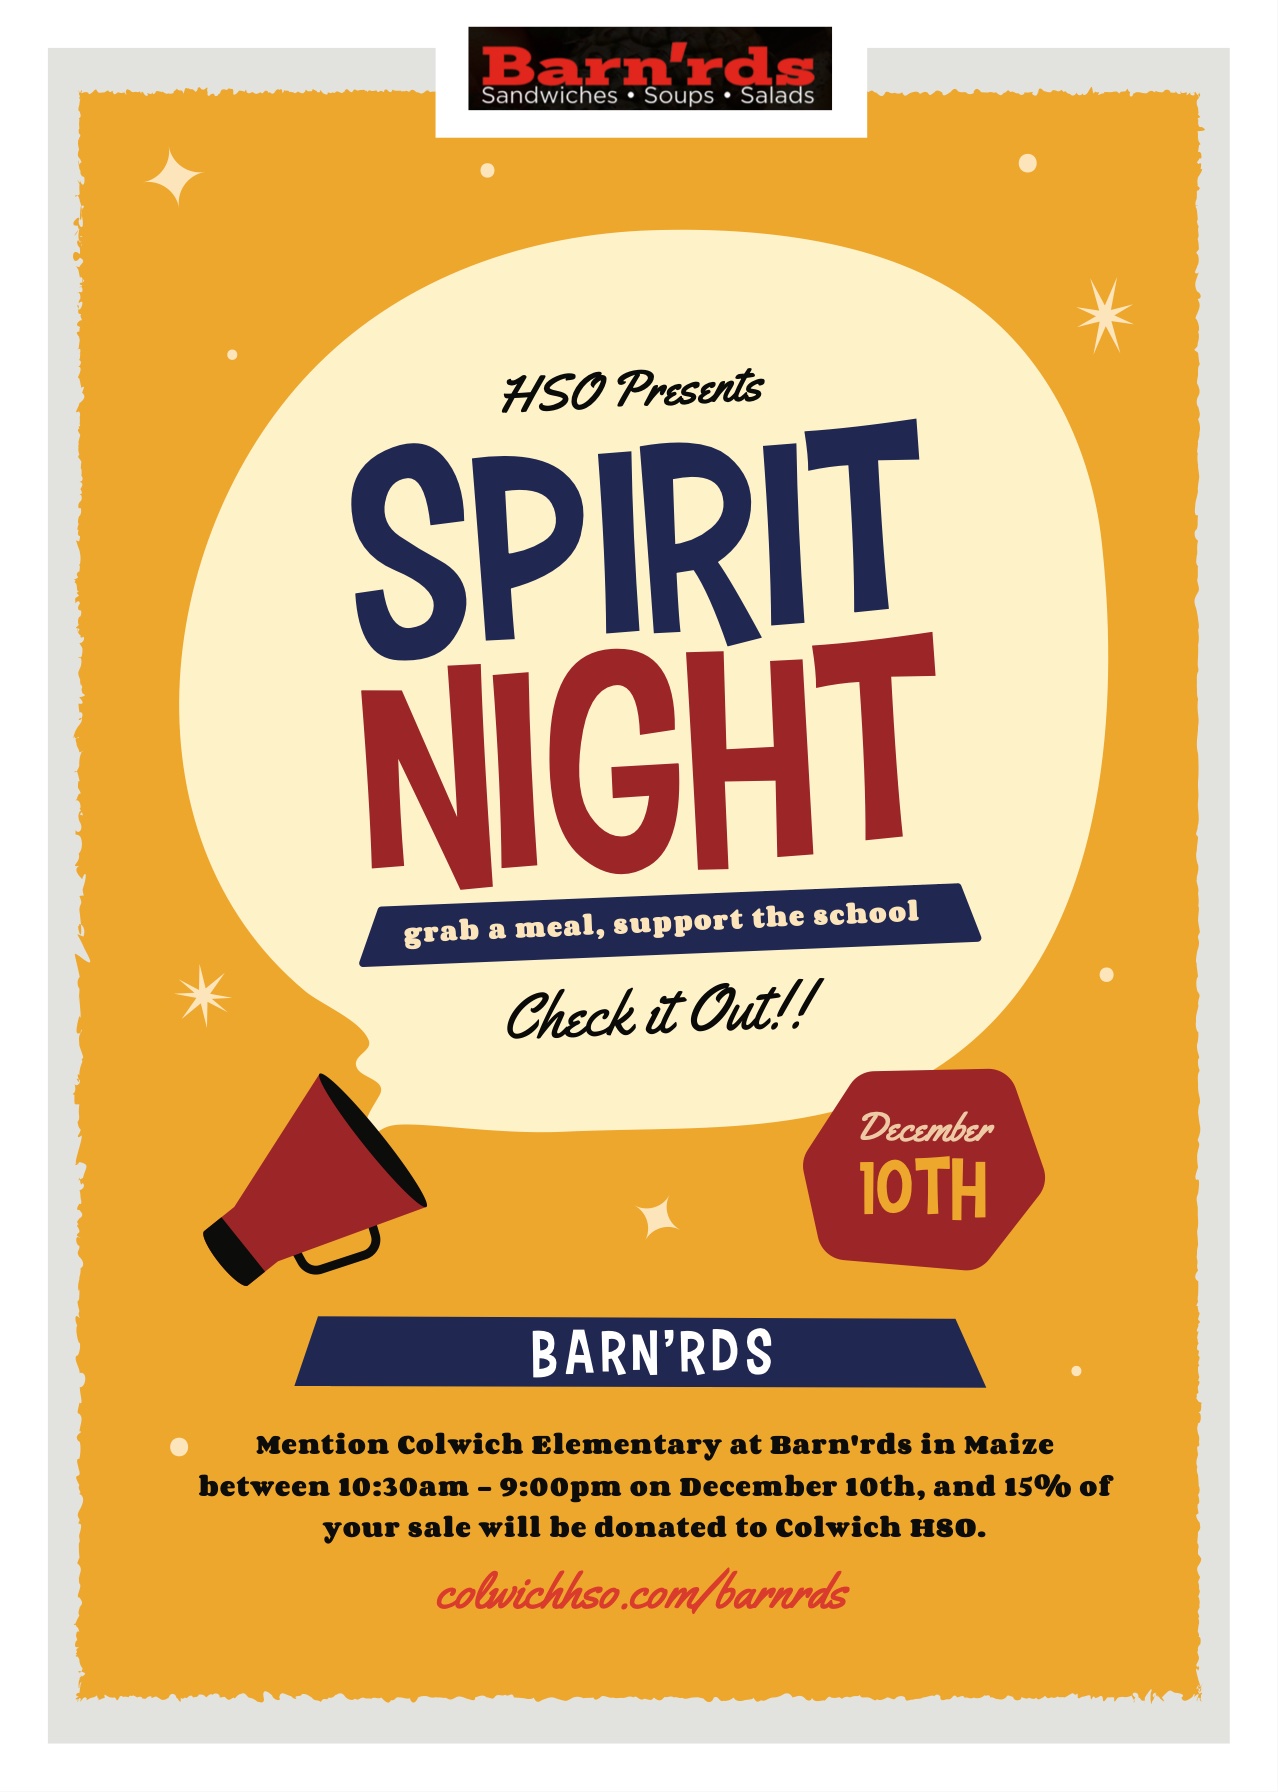 Barn'rds
Sandwiches • Soups • Salads
HSO Presents
SPIRIT
NIGHT
grab a meal, support the school
Check it Out!!
December
10TH
BARN'RDS
Mention Colwich Elementary at Barn'rds in Maize
between 10:30am – 9:00pm on December 10th, and 15% of
your sale will be donated to Colwich HSO.
colwichhso.com/barnrds